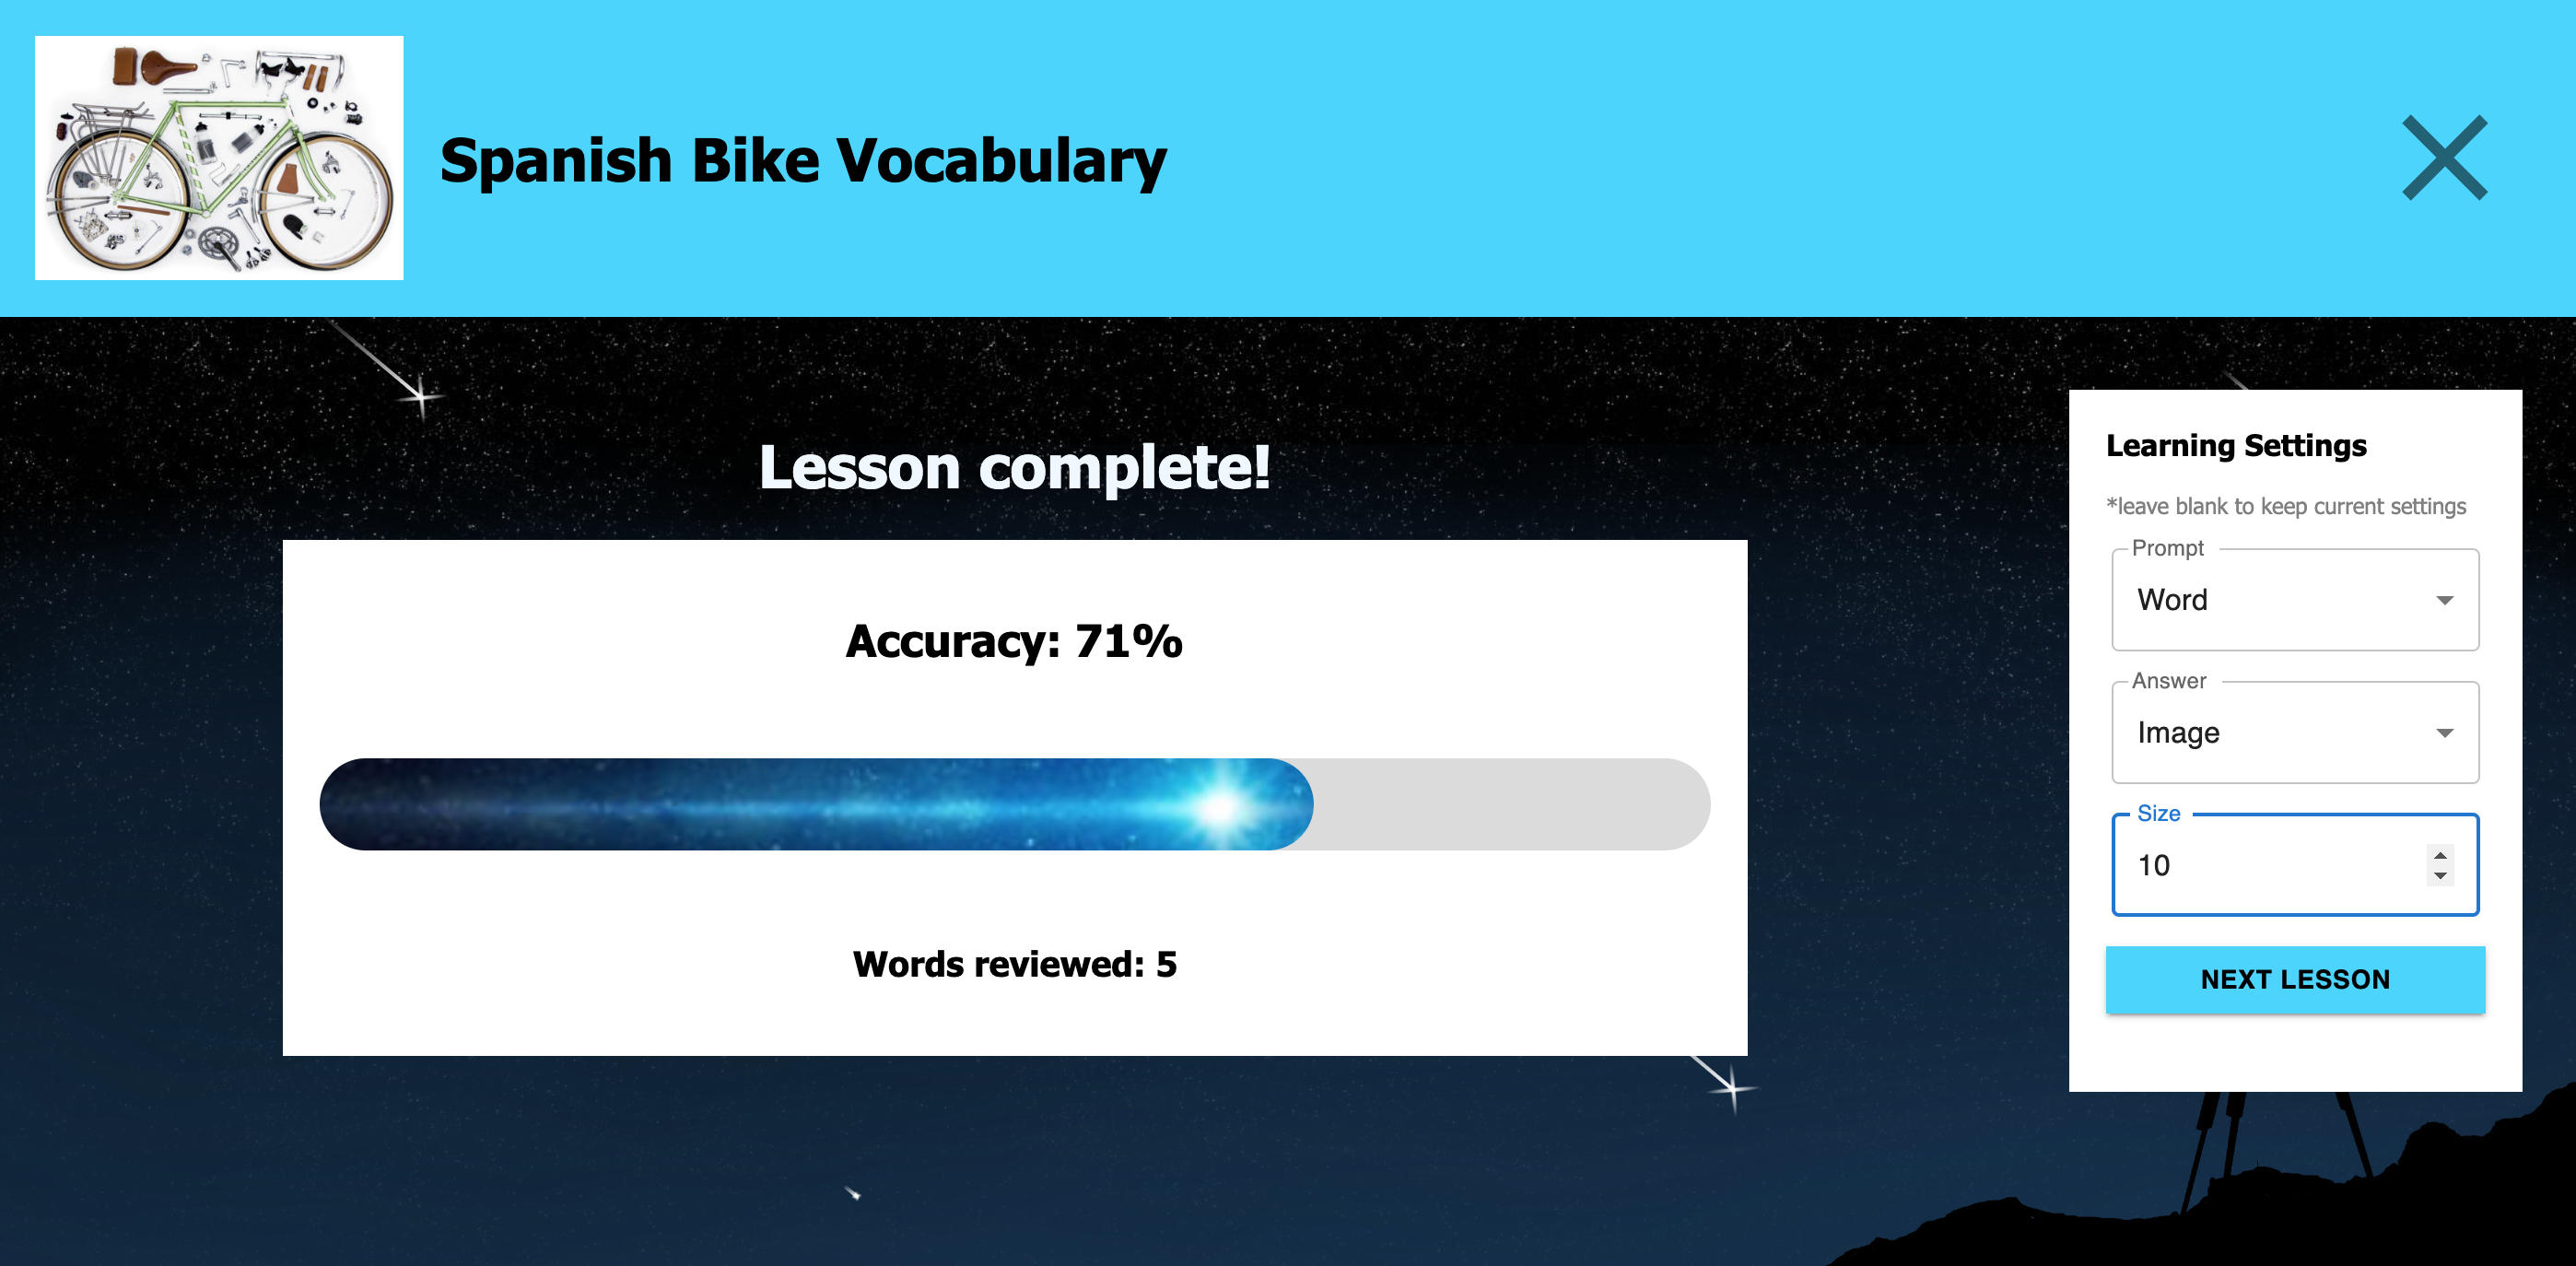 Spanish Bike Vocabulary
Lesson complete!
Accuracy: 71%
Words reviewed: 5
Learning Settings
*leave blank to keep current settings
Prompt
Word
Answer
Image
Size
10
NEXT LESSON